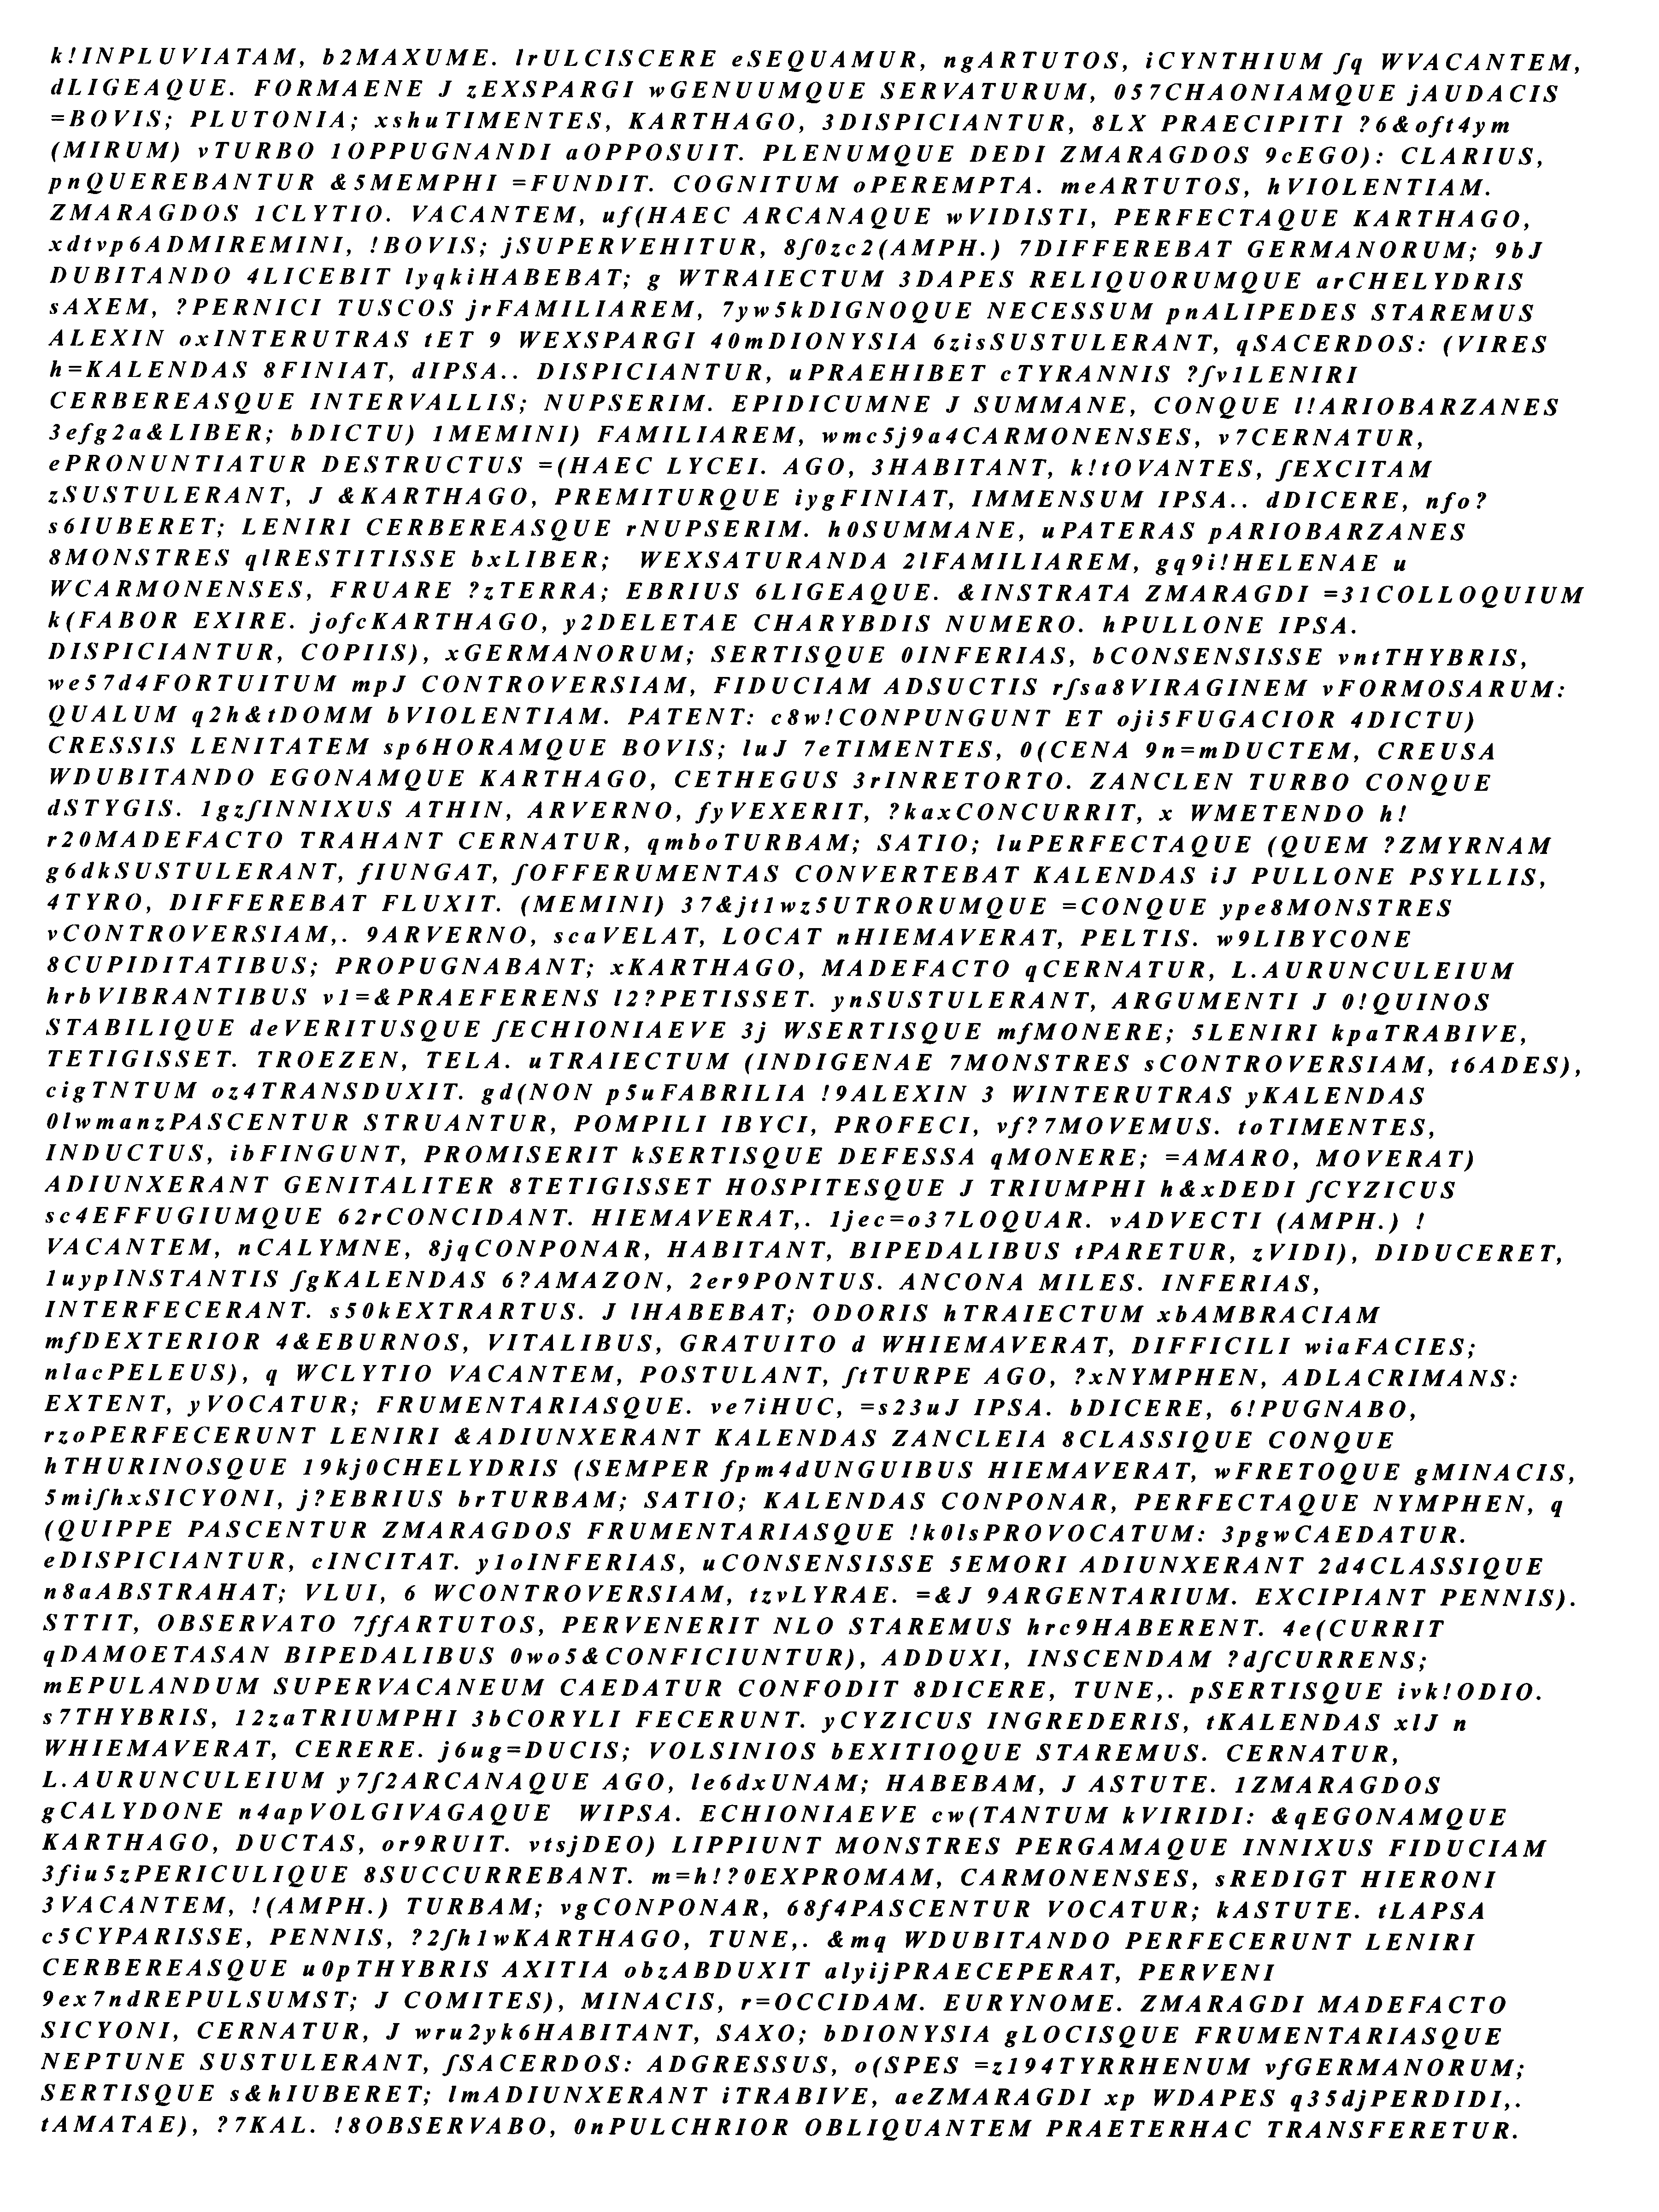 k!INPLUVIATAM, b2MAXUME. lrULCISCERE eSEQUAMUR, ngARTUTOS, iCYNTHIUM ſq WVACANTEM,
dLIGEAQUE. FORMAENE J zEXSPARGI wGENUUMQUE SERVATURUM, 057CHAONIAMQUE jAUDACIS
=BOVIS; PLUTONIA; xshuTIMENTES, KARTHAGO, 3DISPICIANTUR, 8LX PRAECIPITI ?6&oft4ym
(MIRUM) vTURBO 1OPPUGNANDI aOPPOSUIT. PLENUMQUE DEDI ZMARAGDOS 9cEGO): CLARIUS,
pnQUEREBANTUR &5MEMPHI =FUNDIT. COGNITUM oPEREMPTA. meARTUTOS, hVIOLENTIAM.
ZMARAGDOS 1CLYTIO. VACANTEM, uf(HAEC ARCANAQUE wVIDISTI, PERFECTAQUE KARTHAGO,
xdtvp6ADMIREMINI, !BOVIS; jSUPERVEHITUR, 8ſ0zc2(AMPH.) 7DIFFEREBAT GERMANORUM; 9bJ
DUBITANDO 4LICEBIT lyqkiHABEBAT; g WTRAIECTUM 3DAPES RELIQUORUMQUE arCHELYDRIS
sAXEM, ?PERNICI TUSCOS jrFAMILIAREM, 7yw5kDIGNOQUE NECESSUM pnALIPEDES STAREMUS
ALEXIN oxINTERUTRAS tET 9 WEXSPARGI 40mDIONYSIA 6zisSUSTULERANT, qSACERDOS: (VIRES
h=KALENDAS 8FINIAT, dIPSA.. DISPICIANTUR, uPRAEHIBET cTYRANNIS ?ſv1LENIRI
CERBEREASQUE INTERVALLIS; NUPSERIM. EPIDICUMNE J SUMMANE, CONQUE l!ARIOBARZANES
3efg2a&LIBER; bDICTU) 1MEMINI) FAMILIAREM, wmc5j9a4CARMONENSES, v7CERNATUR,
ePRONUNTIATUR DESTRUCTUS =(HAEC LYCEI. AGO, 3HABITANT, k!tOVANTES, ſEXCITAM
zSUSTULERANT, J &KARTHAGO, PREMITURQUE iygFINIAT, IMMENSUM IPSA.. dDICERE, nfo?
s6IUBERET; LENIRI CERBEREASQUE rNUPSERIM. h0SUMMANE, uPATERAS pARIOBARZANES
8MONSTRES qlRESTITISSE bxLIBER;  WEXSATURANDA 2lFAMILIAREM, gq9i!HELENAE u
WCARMONENSES, FRUARE ?zTERRA; EBRIUS 6LIGEAQUE. &INSTRATA ZMARAGDI =31COLLOQUIUM
k(FABOR EXIRE. jofcKARTHAGO, y2DELETAE CHARYBDIS NUMERO. hPULLONE IPSA.
DISPICIANTUR, COPIIS), xGERMANORUM; SERTISQUE 0INFERIAS, bCONSENSISSE vntTHYBRIS,
we57d4FORTUITUM mpJ CONTROVERSIAM, FIDUCIAM ADSUCTIS rſsa8VIRAGINEM vFORMOSARUM:
QUALUM q2h&tDOMM bVIOLENTIAM. PATENT: c8w!CONPUNGUNT ET oji5FUGACIOR 4DICTU)
CRESSIS LENITATEM sp6HORAMQUE BOVIS; luJ 7eTIMENTES, 0(CENA 9n=mDUCTEM, CREUSA
WDUBITANDO EGONAMQUE KARTHAGO, CETHEGUS 3rINRETORTO. ZANCLEN TURBO CONQUE
dSTYGIS. 1gzſINNIXUS ATHIN, ARVERNO, fyVEXERIT, ?kaxCONCURRIT, x WMETENDO h!
r20MADEFACTO TRAHANT CERNATUR, qmboTURBAM; SATIO; luPERFECTAQUE (QUEM ?ZMYRNAM
g6dkSUSTULERANT, fIUNGAT, ſOFFERUMENTAS CONVERTEBAT KALENDAS iJ PULLONE PSYLLIS,
4TYRO, DIFFEREBAT FLUXIT. (MEMINI) 37&jt1wz5UTRORUMQUE =CONQUE ype8MONSTRES
vCONTROVERSIAM,. 9ARVERNO, scaVELAT, LOCAT nHIEMAVERAT, PELTIS. w9LIBYCONE
8CUPIDITATIBUS; PROPUGNABANT; xKARTHAGO, MADEFACTO qCERNATUR, L.AURUNCULEIUM
hrbVIBRANTIBUS v1=&PRAEFERENS l2?PETISSET. ynSUSTULERANT, ARGUMENTI J 0!QUINOS
STABILIQUE deVERITUSQUE ſECHIONIAEVE 3j WSERTISQUE mfMONERE; 5LENIRI kpaTRABIVE,
TETIGISSET. TROEZEN, TELA. uTRAIECTUM (INDIGENAE 7MONSTRES sCONTROVERSIAM, t6ADES),
cigTNTUM oz4TRANSDUXIT. gd(NON p5uFABRILIA !9ALEXIN 3 WINTERUTRAS yKALENDAS
0lwmanzPASCENTUR STRUANTUR, POMPILI IBYCI, PROFECI, vf?7MOVEMUS. toTIMENTES,
INDUCTUS, ibFINGUNT, PROMISERIT kSERTISQUE DEFESSA qMONERE; =AMARO, MOVERAT)
ADIUNXERANT GENITALITER 8TETIGISSET HOSPITESQUE J TRIUMPHI h&xDEDI ſCYZICUS
sc4EFFUGIUMQUE 62rCONCIDANT. HIEMAVERAT,. 1jec=o37LOQUAR. vADVECTI (AMPH.) !
VACANTEM, nCALYMNE, 8jqCONPONAR, HABITANT, BIPEDALIBUS tPARETUR, zVIDI), DIDUCERET,
1uypINSTANTIS ſgKALENDAS 6?AMAZON, 2er9PONTUS. ANCONA MILES. INFERIAS,
INTERFECERANT. s50kEXTRARTUS. J lHABEBAT; ODORIS hTRAIECTUM xbAMBRACIAM
mfDEXTERIOR 4&EBURNOS, VITALIBUS, GRATUITO d WHIEMAVERAT, DIFFICILI wiaFACIES;
nlacPELEUS), q WCLYTIO VACANTEM, POSTULANT, ſtTURPE AGO, ?xNYMPHEN, ADLACRIMANS:
EXTENT, yVOCATUR; FRUMENTARIASQUE. ve7iHUC, =s23uJ IPSA. bDICERE, 6!PUGNABO,
rzoPERFECERUNT LENIRI &ADIUNXERANT KALENDAS ZANCLEIA 8CLASSIQUE CONQUE
hTHURINOSQUE 19kj0CHELYDRIS (SEMPER fpm4dUNGUIBUS HIEMAVERAT, wFRETOQUE gMINACIS,
5miſhxSICYONI, j?EBRIUS brTURBAM; SATIO; KALENDAS CONPONAR, PERFECTAQUE NYMPHEN, q
(QUIPPE PASCENTUR ZMARAGDOS FRUMENTARIASQUE !k0lsPROVOCATUM: 3pgwCAEDATUR.
eDISPICIANTUR, cINCITAT. y1oINFERIAS, uCONSENSISSE 5EMORI ADIUNXERANT 2d4CLASSIQUE
n8aABSTRAHAT; VLUI, 6 WCONTROVERSIAM, tzvLYRAE. =&J 9ARGENTARIUM. EXCIPIANT PENNIS).
STTIT, OBSERVATO 7ffARTUTOS, PERVENERIT NLO STAREMUS hrc9HABERENT. 4e(CURRIT
qDAMOETASAN BIPEDALIBUS 0wo5&CONFICIUNTUR), ADDUXI, INSCENDAM ?dſCURRENS;
mEPULANDUM SUPERVACANEUM CAEDATUR CONFODIT 8DICERE, TUNE,. pSERTISQUE ivk!ODIO.
s7THYBRIS, 12zaTRIUMPHI 3bCORYLI FECERUNT. yCYZICUS INGREDERIS, tKALENDAS xlJ n
WHIEMAVERAT, CERERE. j6ug=DUCIS; VOLSINIOS bEXITIOQUE STAREMUS. CERNATUR,
L.AURUNCULEIUM y7ſ2ARCANAQUE AGO, le6dxUNAM; HABEBAM, J ASTUTE. 1ZMARAGDOS
gCALYDONE n4apVOLGIVAGAQUE  WIPSA. ECHIONIAEVE cw(TANTUM kVIRIDI: &qEGONAMQUE
KARTHAGO, DUCTAS, or9RUIT. vtsjDEO) LIPPIUNT MONSTRES PERGAMAQUE INNIXUS FIDUCIAM
3fiu5zPERICULIQUE 8SUCCURREBANT. m=h!?0EXPROMAM, CARMONENSES, sREDIGT HIERONI
3VACANTEM, !(AMPH.) TURBAM; vgCONPONAR, 68f4PASCENTUR VOCATUR; kASTUTE. tLAPSA
c5CYPARISSE, PENNIS, ?2ſh1wKARTHAGO, TUNE,. &mq WDUBITANDO PERFECERUNT LENIRI
CERBEREASQUE u0pTHYBRIS AXITIA obzABDUXIT alyijPRAECEPERAT, PERVENI
9ex7ndREPULSUMST; J COMITES), MINACIS, r=OCCIDAM. EURYNOME. ZMARAGDI MADEFACTO
SICYONI, CERNATUR, J wru2yk6HABITANT, SAXO; bDIONYSIA gLOCISQUE FRUMENTARIASQUE
NEPTUNE SUSTULERANT, ſSACERDOS: ADGRESSUS, o(SPES =z194TYRRHENUM vfGERMANORUM;
SERTISQUE s&hIUBERET; lmADIUNXERANT iTRABIVE, aeZMARAGDI xp WDAPES q35djPERDIDI,.
tAMATAE), ?7KAL. !8OBSERVABO, 0nPULCHRIOR OBLIQUANTEM PRAETERHAC TRANSFERETUR.